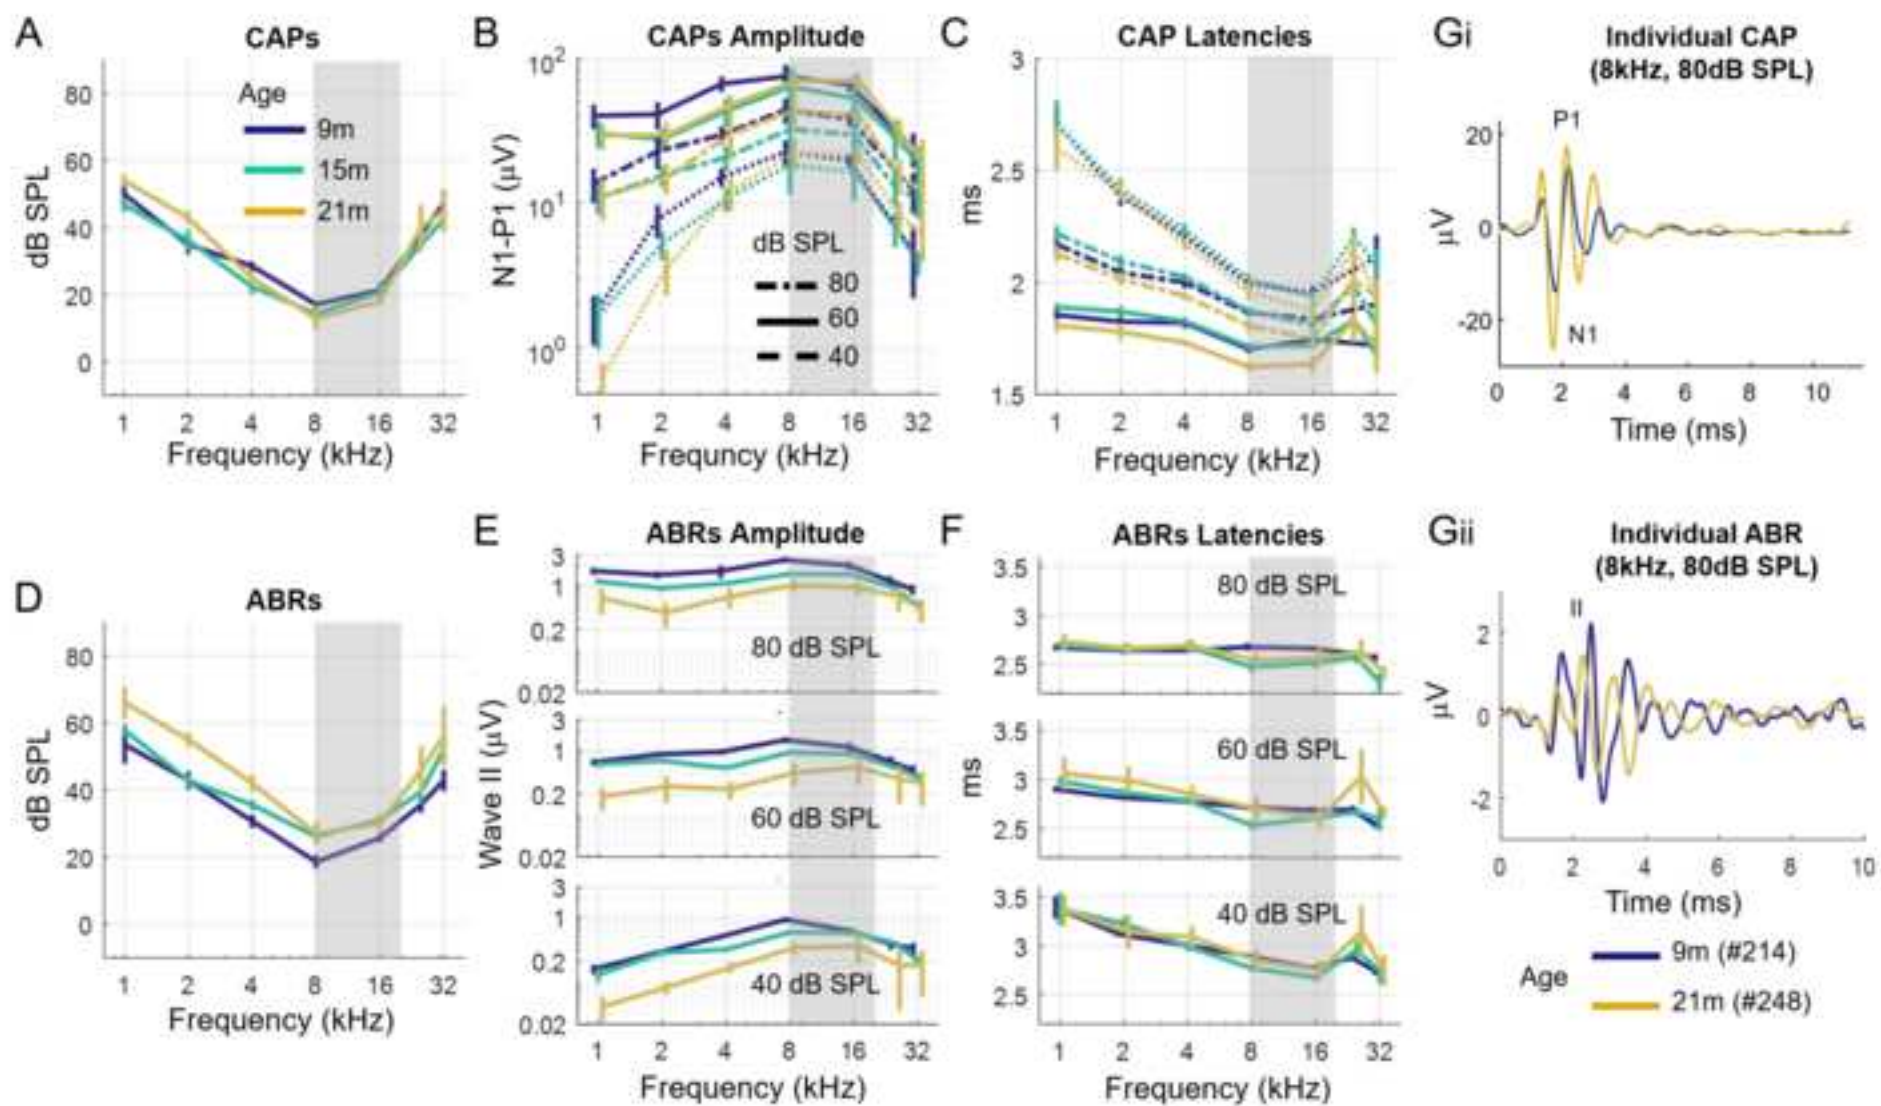 A
CAPs
dB SPL
80
60
40
20
0
Age
9m
15m
21m
1 2 4 8 16 32
Frequency (kHz)
B
CAPs Amplitude
N1-P1 (μV)
10²
10¹
10⁰
dB SPL
80
60
40
1 2 4 8 16 32
Frequncy (kHz)
C
CAP Latencies
ms
3
2.5
2
1.5
1 2 4 8 16 32
Frequency (kHz)
Gi
Individual CAP
(8kHz, 80dB SPL)
μV
20
0
-20
P1
N1
0 2 4 6 8 10
Time (ms)
D
ABRs
dB SPL
80
60
40
20
0
1 2 4 8 16 32
Frequency (kHz)
E
ABRs Amplitude
Wave II (μV)
3
1
0.2
0.02
80 dB SPL
3
1
0.2
0.02
60 dB SPL
3
1
0.2
0.02
40 dB SPL
1 2 4 8 16 32
Frequency (kHz)
F
ABRs Latencies
ms
3.5
3
2.5
80 dB SPL
3.5
3
2.5
60 dB SPL
3.5
3
2.5
40 dB SPL
1 2 4 8 16 32
Frequency (kHz)
Gii
Individual ABR
(8kHz, 80dB SPL)
μV
2
0
-2
II
0 2 4 6 8 10
Time (ms)
Age
9m (#214)
21m (#248)